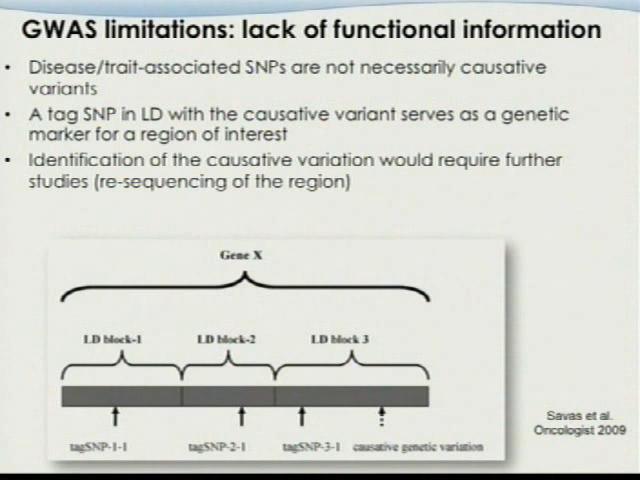 GWAS limitations: lack of functional information
• Disease/trait-associated SNPs are not necessarily causative
variants
• A tag SNP in LD with the causative variant serves as a genetic
marker for a region of interest
• Identification of the causative variation would require further
studies (re-sequencing of the region)
Gene X
LD block-1 LD block-2 LD block 3
tagSNP-1-1 tagSNP-2-1 tagSNP-3-1 causative genetic variation
Savas et al.
Oncologist 2009